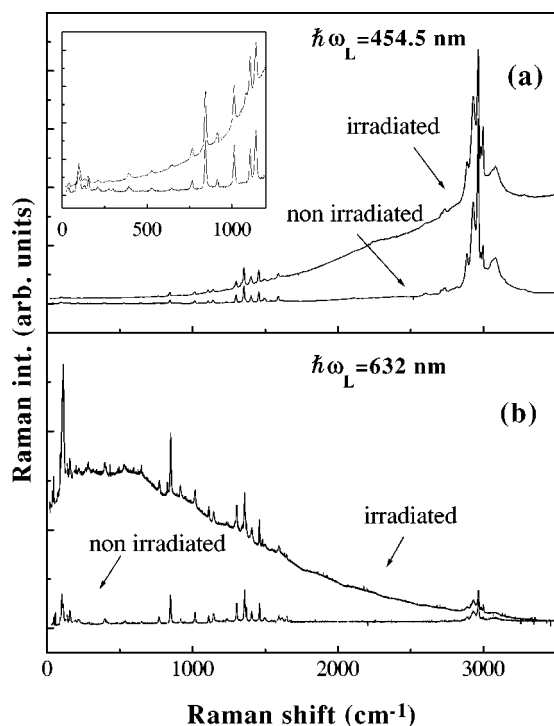 ℏω_L=454.5 nm
(a)
irradiated
non irradiated
0 500 1000
Raman int. (arb. units)
ℏω_L=632 nm
(b)
non irradiated
irradiated
0 1000 2000 3000
Raman shift (cm⁻¹)